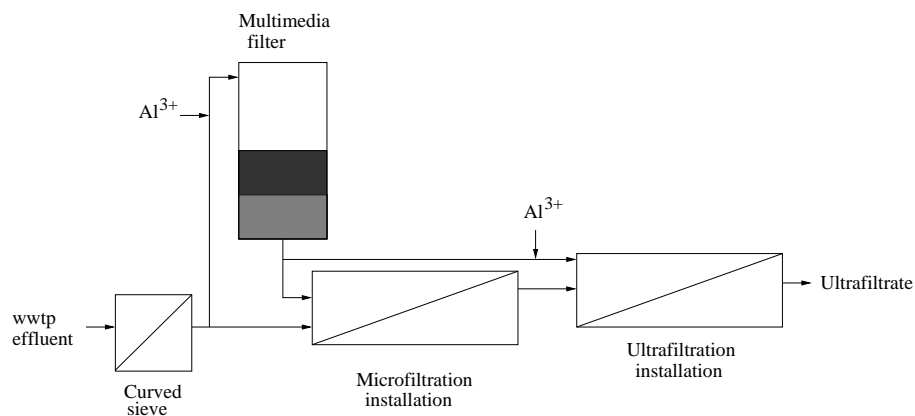 Multimedia
filter
Al3+
Al3+
wwtp
effluent
Ultrafiltrate
Curved
sieve
Microfiltration
installation
Ultrafiltration
installation